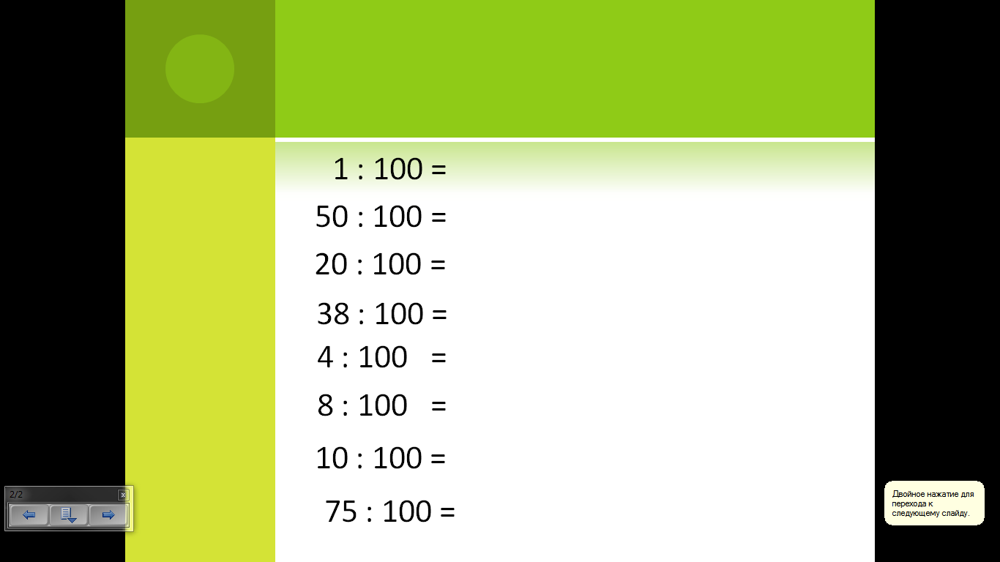 1 : 100 =
50 : 100 =
20 : 100 =
38 : 100 =
4 : 100 =
8 : 100 =
10 : 100 =
75 : 100 =
2/2
x
Двойное нажатие для
перехода к
следующему слайду.